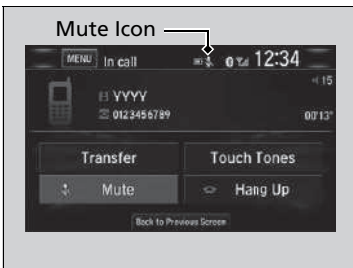 Mute Icon
MENU In call 12:34
15
YYYY
0123456789 00'13"
Transfer Touch Tones
Mute Hang Up
Back to Previous Screen